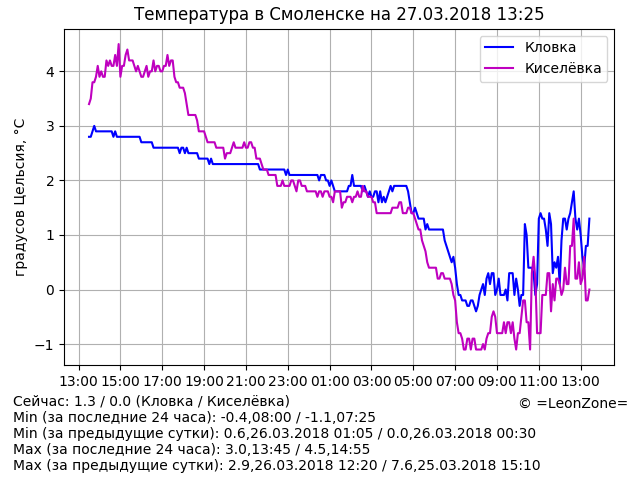 Температура в Смоленске на 27.03.2018 13:25
Кловка
Киселёвка
градусов Цельсия, °C
4
3
2
1
0
−1
13:00 15:00 17:00 19:00 21:00 23:00 01:00 03:00 05:00 07:00 09:00 11:00 13:00
Сейчас: 1.3 / 0.0 (Кловка / Киселёвка)
© =LeonZone=
Min (за последние 24 часа): -0.4,08:00 / -1.1,07:25
Min (за предыдущие сутки): 0.6,26.03.2018 01:05 / 0.0,26.03.2018 00:30
Max (за последние 24 часа): 3.0,13:45 / 4.5,14:55
Max (за предыдущие сутки): 2.9,26.03.2018 12:20 / 7.6,25.03.2018 15:10